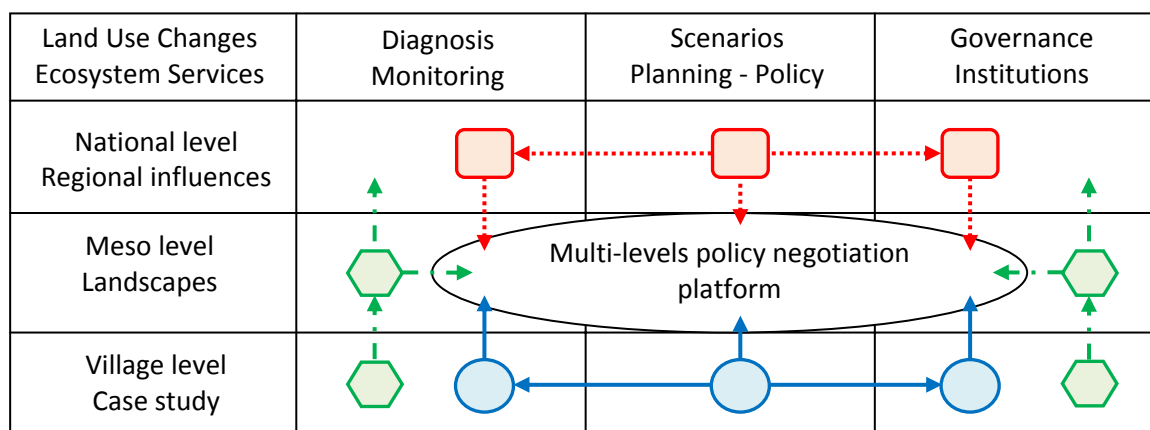 Land Use Changes
Ecosystem Services
Diagnosis
Monitoring
Scenarios
Planning - Policy
Governance
Institutions
National level
Regional influences
Meso level
Landscapes
Multi-levels policy negotiation
platform
Village level
Case study